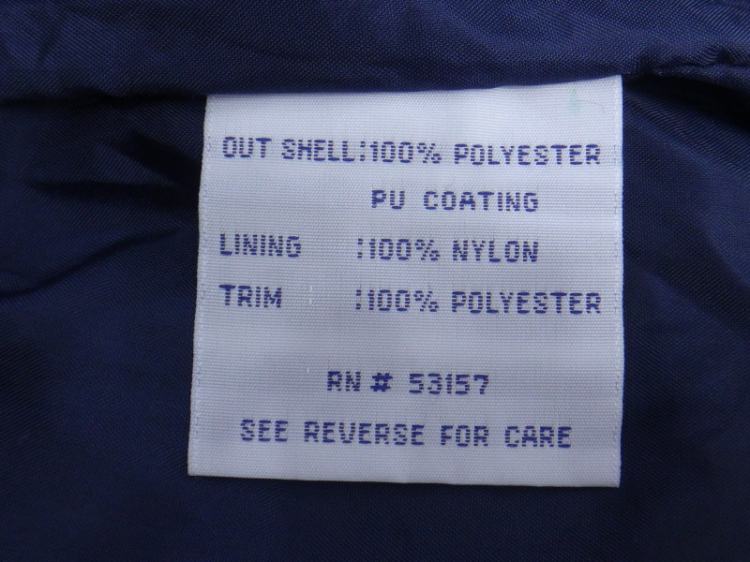 OUT SHELL:100% POLYESTER
PU COATING
LINING :100% NYLON
TRIM :100% POLYESTER
RN # 53157
SEE REVERSE FOR CARE